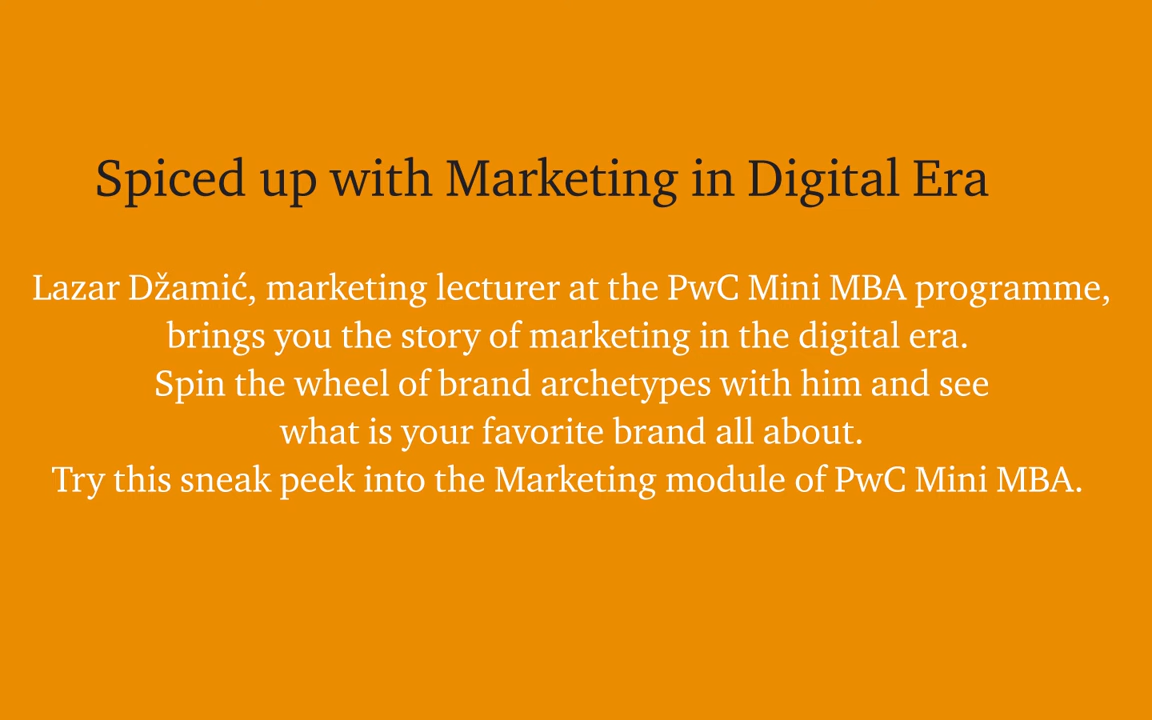 Spiced up with Marketing in Digital Era
Lazar Džamić, marketing lecturer at the PwC Mini MBA programme,
brings you the story of marketing in the digital era.
Spin the wheel of brand archetypes with him and see
what is your favorite brand all about.
Try this sneak peek into the Marketing module of PwC Mini MBA.